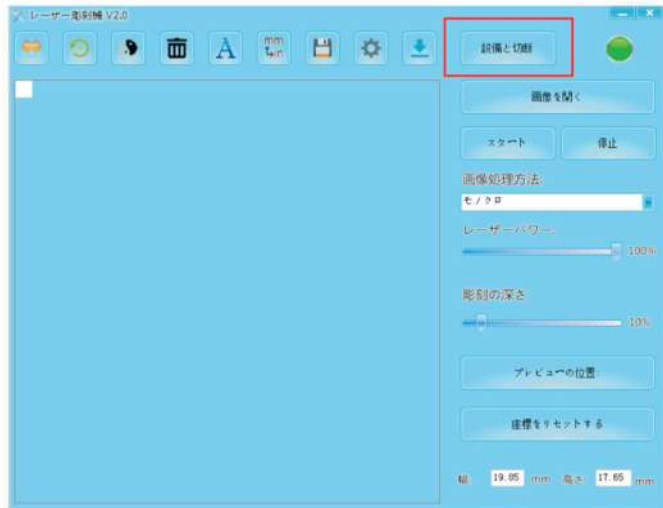 レーザー彫刻機 V2.0
A
mm
in
設備と切断
画像を開く
スタート
停止
画像処理方法:
モノクロ
レーザーパワー:
100%
彫刻の深さ
10%
プレビューの位置
座標をリセットする
幅: 19.85 mm 高さ: 17.65 mm